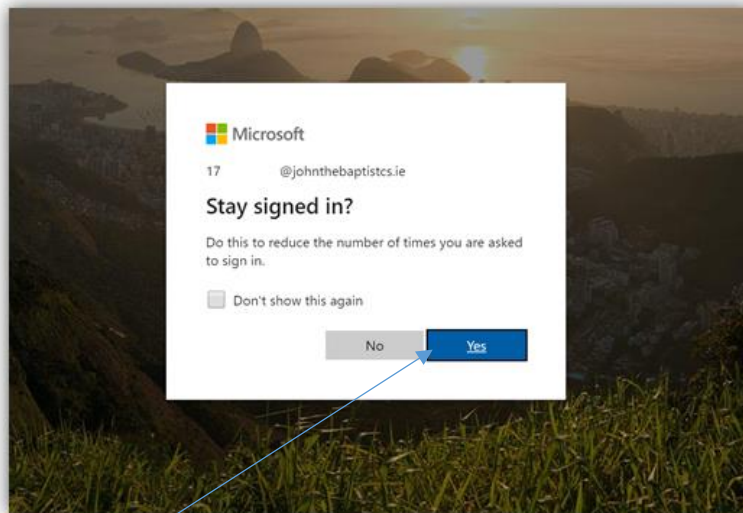 Microsoft
17 @johnthebaptistcs.ie
Stay signed in?
Do this to reduce the number of times you are asked
to sign in.
Don't show this again
No Yes